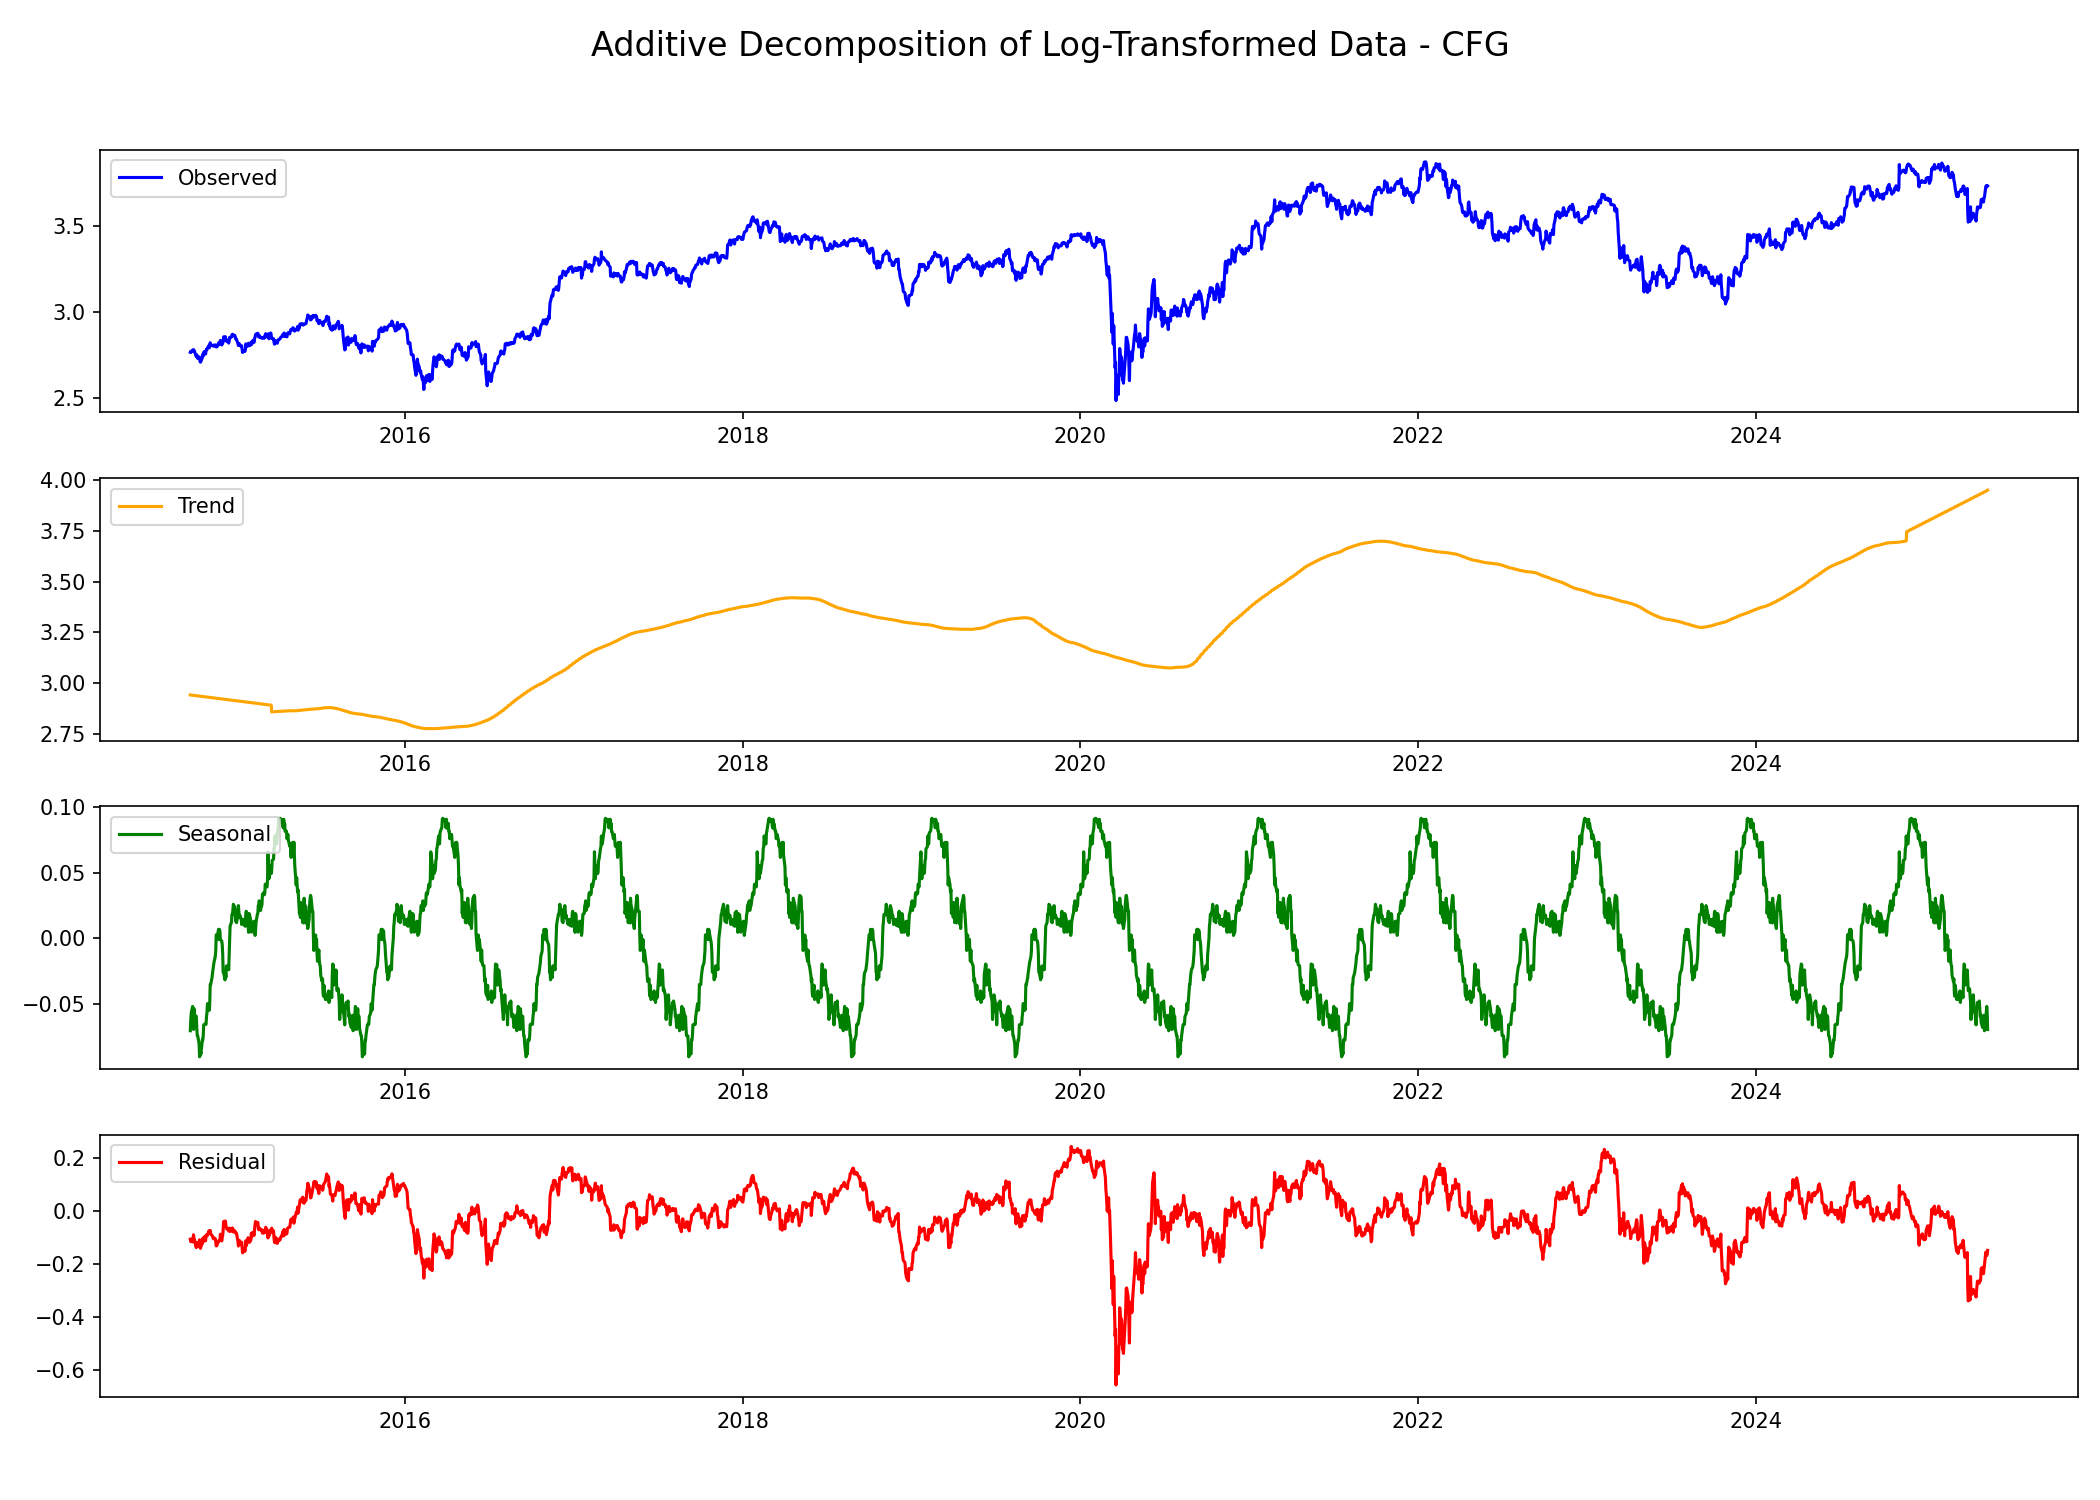 Additive Decomposition of Log-Transformed Data - CFG
Observed
3.5
3.0
2.5
2016 2018 2020 2022 2024
Trend
4.00
3.75
3.50
3.25
3.00
2.75
2016 2018 2020 2022 2024
Seasonal
0.10
0.05
0.00
−0.05
2016 2018 2020 2022 2024
Residual
0.2
0.0
−0.2
−0.4
−0.6
2016 2018 2020 2022 2024